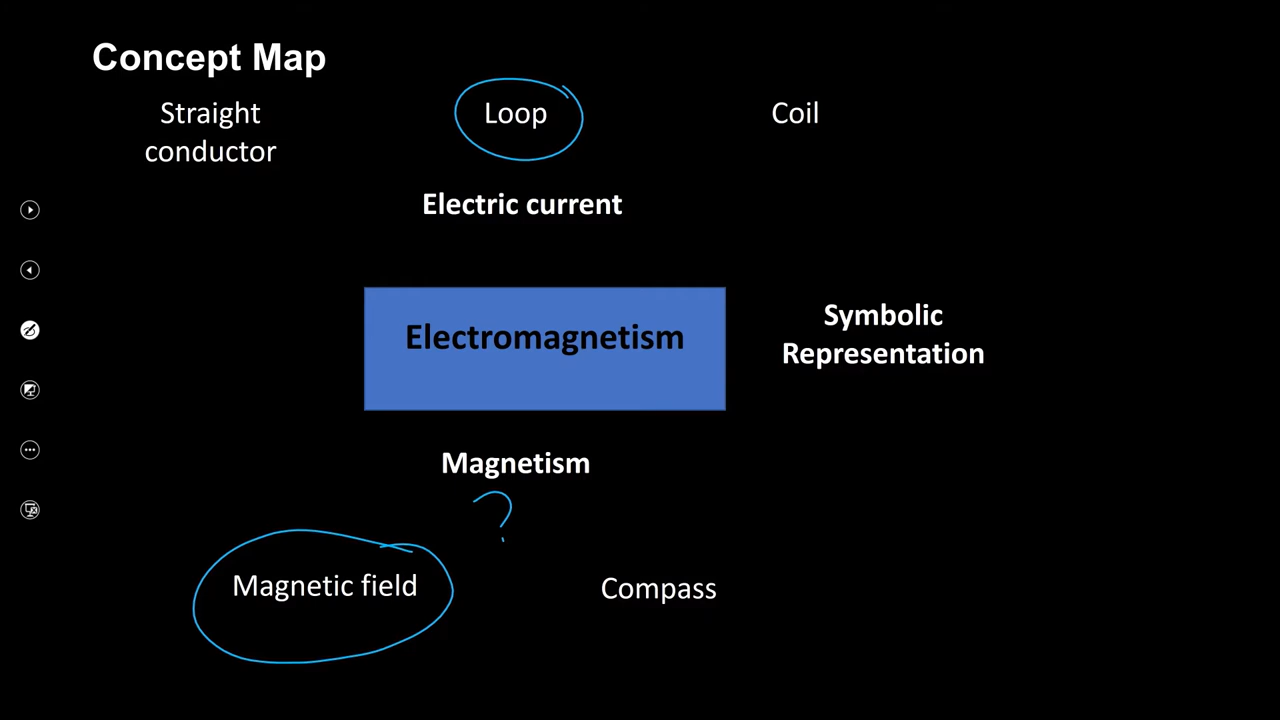 Concept Map
Straight
conductor
Loop
Coil
Electric current
Electromagnetism
Symbolic
Representation
Magnetism
?
Magnetic field
Compass